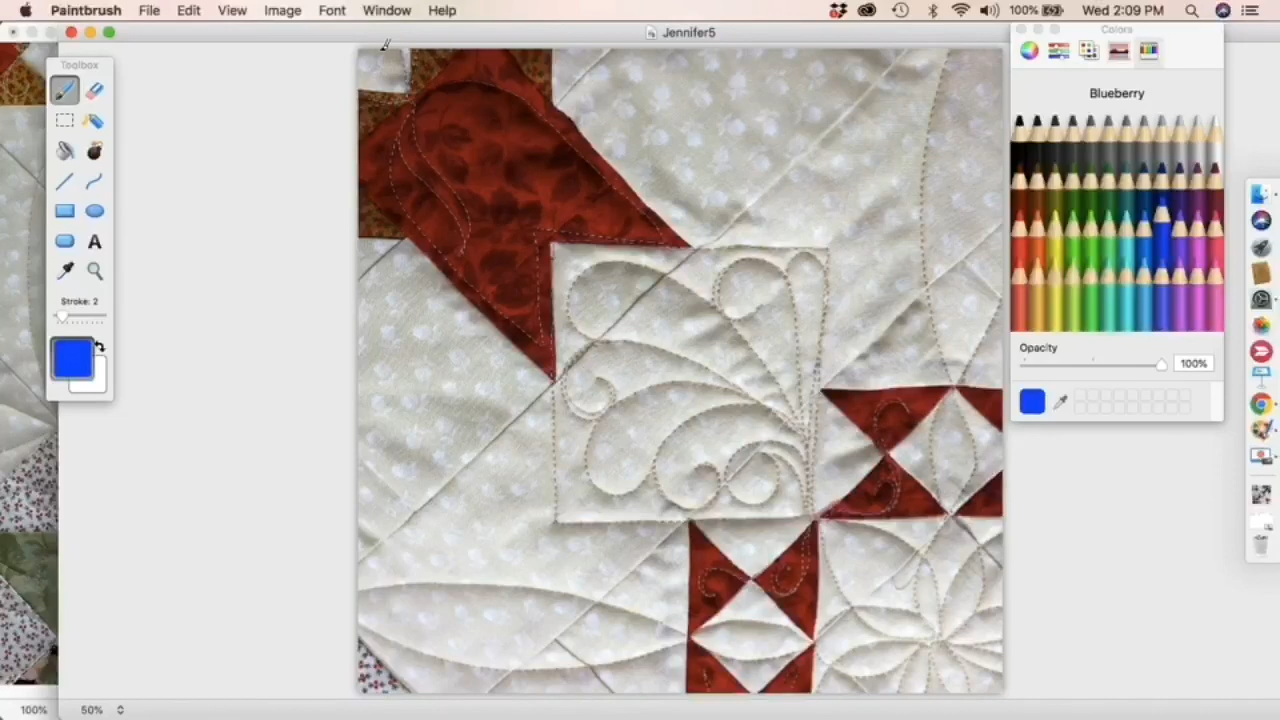 Paintbrush File Edit View Image Font Window Help 100% Wed 2:09 PM
Jennifer5
Colors
Toolbox
Blueberry
A
Stroke: 2
Opacity
100%
100% 50%